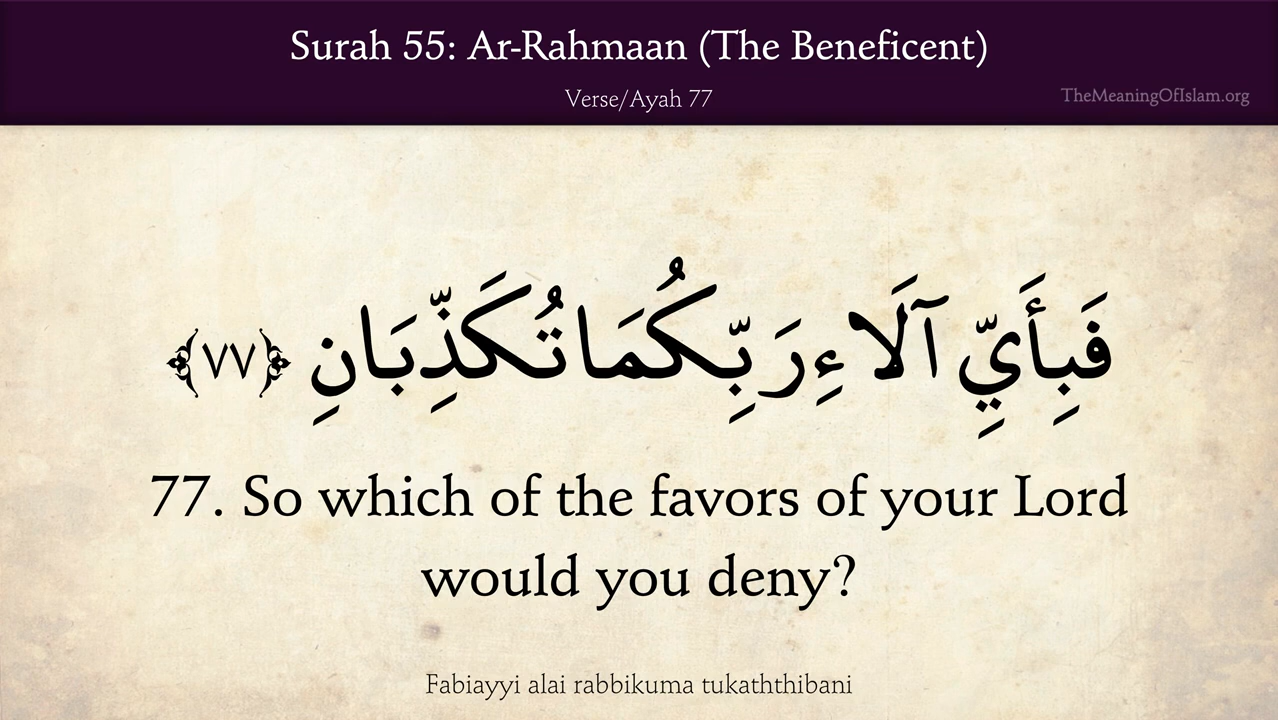 Surah 55: Ar-Rahmaan (The Beneficent)
Verse/Ayah 77
TheMeaningOfIslam.org
فَبِأَيِّ آلَاءِ رَبِّكُمَا تُكَذِّبَانِ ﴿٧٧﴾
77. So which of the favors of your Lord
would you deny?
Fabiayyi alai rabbikuma tukaththibani